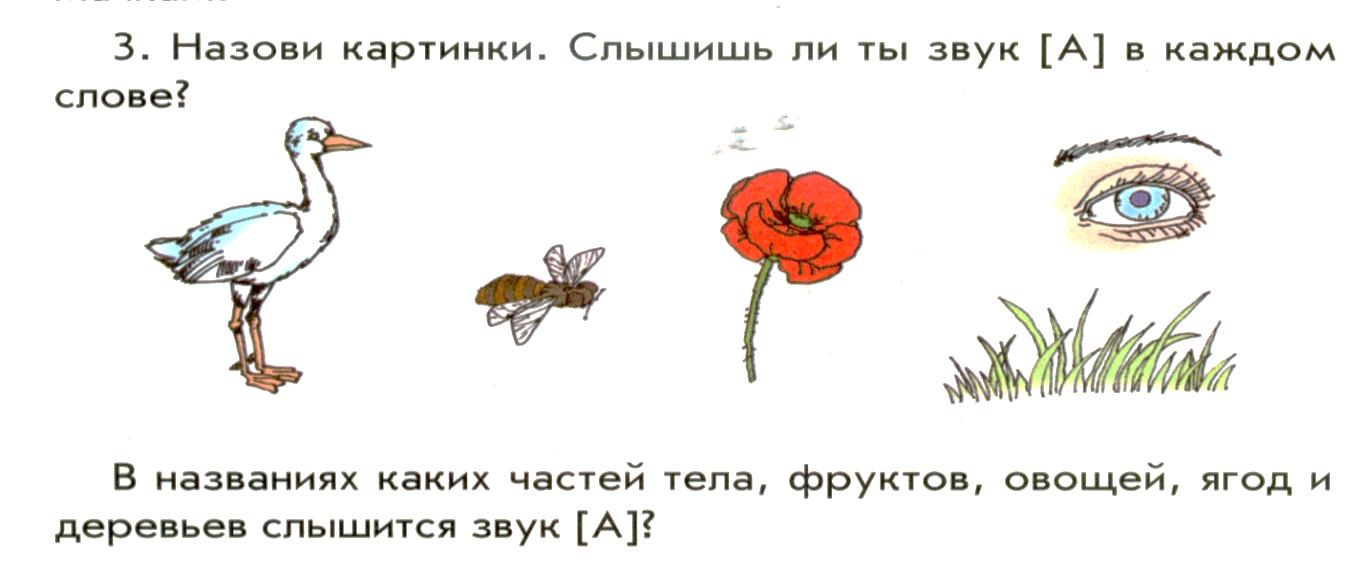 3. Назови картинки. Слышишь ли ты звук [А] в каждом
слове?
В названиях каких частей тела, фруктов, овощей, ягод и
деревьев слышится звук [А]?